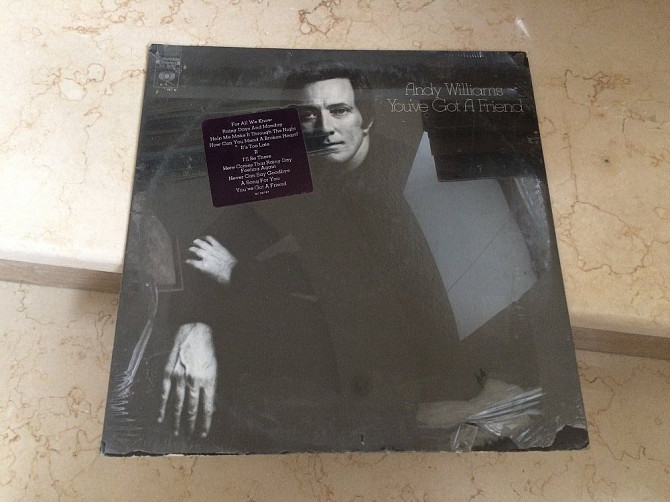 Andy Williams
You've Got A Friend
For All We Know
Rainy Days And Monday
Help Me Make It Through The Night
How Can You Mend A Broken Heart
It's Too Late
If
I'll Be There
Here Comes That Rainy Day
Feeling Again
Never Can Say Goodbye
A Song For You
You've Got A Friend